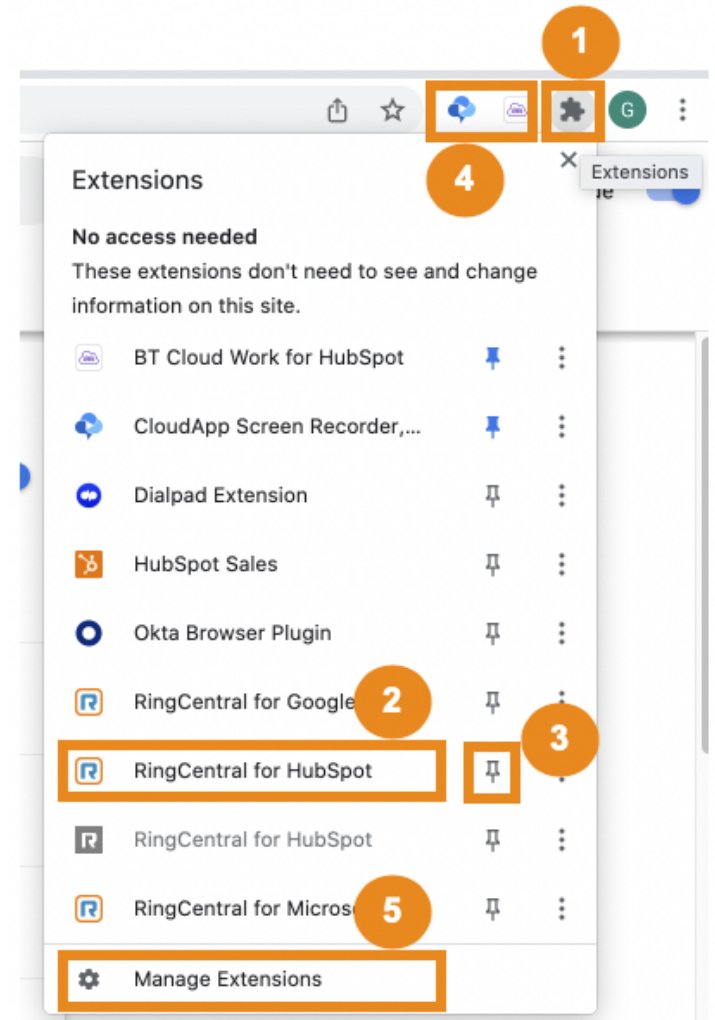 1
G
4
Extensions
Extensions
No access needed
These extensions don't need to see and change
information on this site.
BT Cloud Work for HubSpot
CloudApp Screen Recorder,...
Dialpad Extension
HubSpot Sales
Okta Browser Plugin
RingCentral for Google
2
3
RingCentral for HubSpot
RingCentral for HubSpot
RingCentral for Micros
5
Manage Extensions